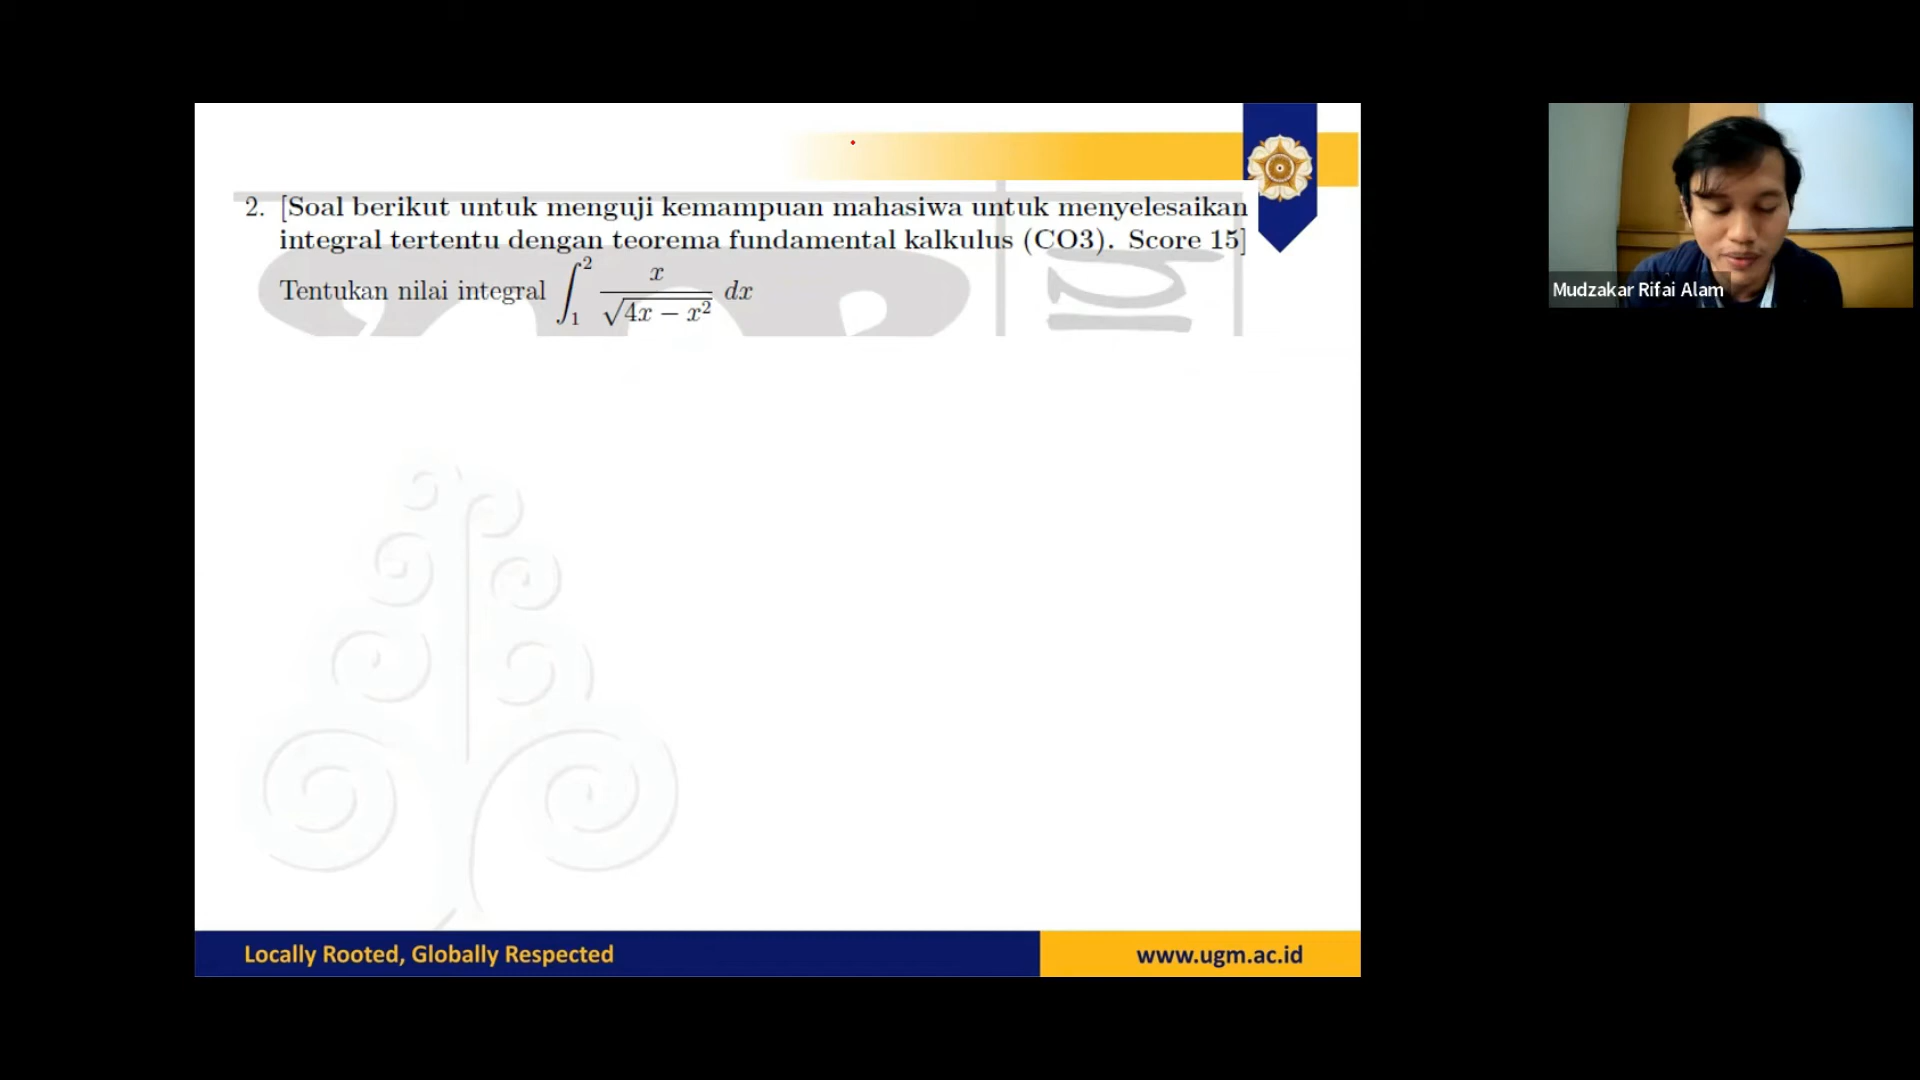 2. [Soal berikut untuk menguji kemampuan mahasiwa untuk menyelesaikan
integral tertentu dengan teorema fundamental kalkulus (CO3). Score 15]
Tentukan nilai integral ∫₁² x/√(4x − x²) dx
Mudzakar Rifai Alam
Locally Rooted, Globally Respected
www.ugm.ac.id